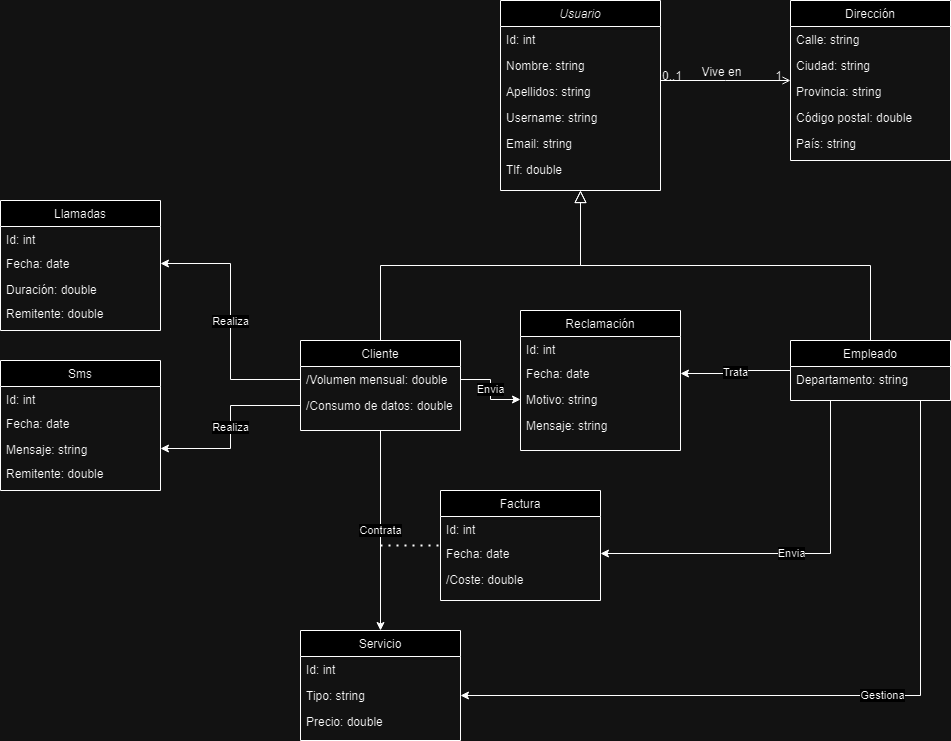 Usuario
Id: int
Nombre: string
Apellidos: string
Username: string
Email: string
Tlf: double
0..1
Vive en
1
Dirección
Calle: string
Ciudad: string
Provincia: string
Código postal: double
País: string
Llamadas
Id: int
Fecha: date
Duración: double
Remitente: double
Realiza
Sms
Id: int
Fecha: date
Mensaje: string
Remitente: double
Realiza
Cliente
/Volumen mensual: double
/Consumo de datos: double
Envia
Reclamación
Id: int
Fecha: date
Motivo: string
Mensaje: string
Trata
Empleado
Departamento: string
Contrata
Factura
Id: int
Fecha: date
/Coste: double
Envia
Servicio
Id: int
Tipo: string
Precio: double
Gestiona